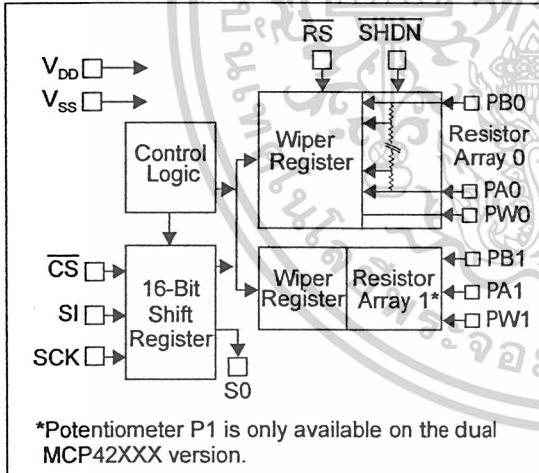 RS SHDN
VDD
VSS
Control
Logic
Wiper
Register
PB0
Resistor
Array 0
PA0
PW0
CS
SI
SCK
16-Bit
Shift
Register
S0
Wiper
Register
Resistor
Array 1*
PB1
PA1
PW1
*Potentiometer P1 is only available on the dual
MCP42XXX version.